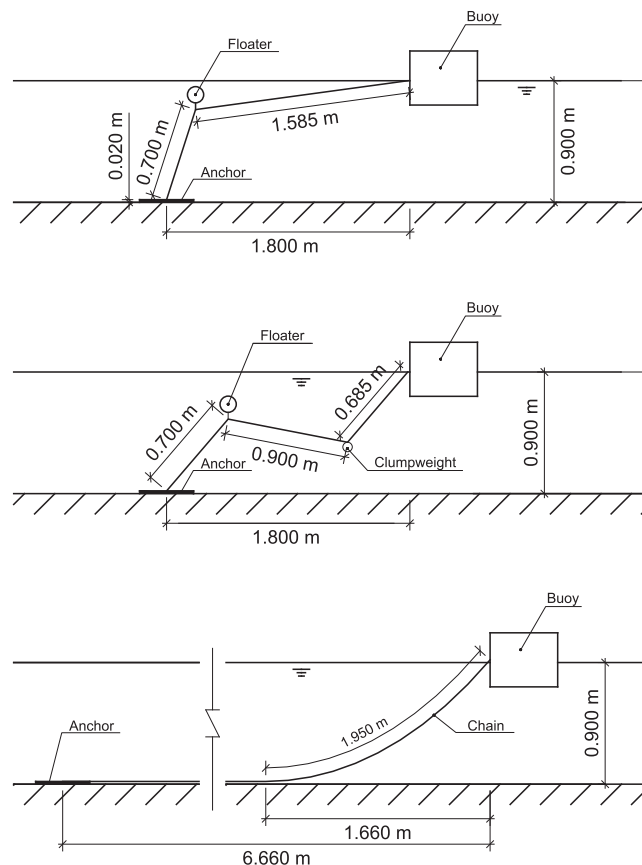 Buoy
Floater
1.585 m
0.700 m
0.020 m
0.900 m
Anchor
1.800 m
Buoy
Floater
0.685 m
0.700 m
0.900 m
0.900 m
Clumpweight
Anchor
1.800 m
Buoy
1.950 m
Chain
Anchor
0.900 m
1.660 m
6.660 m